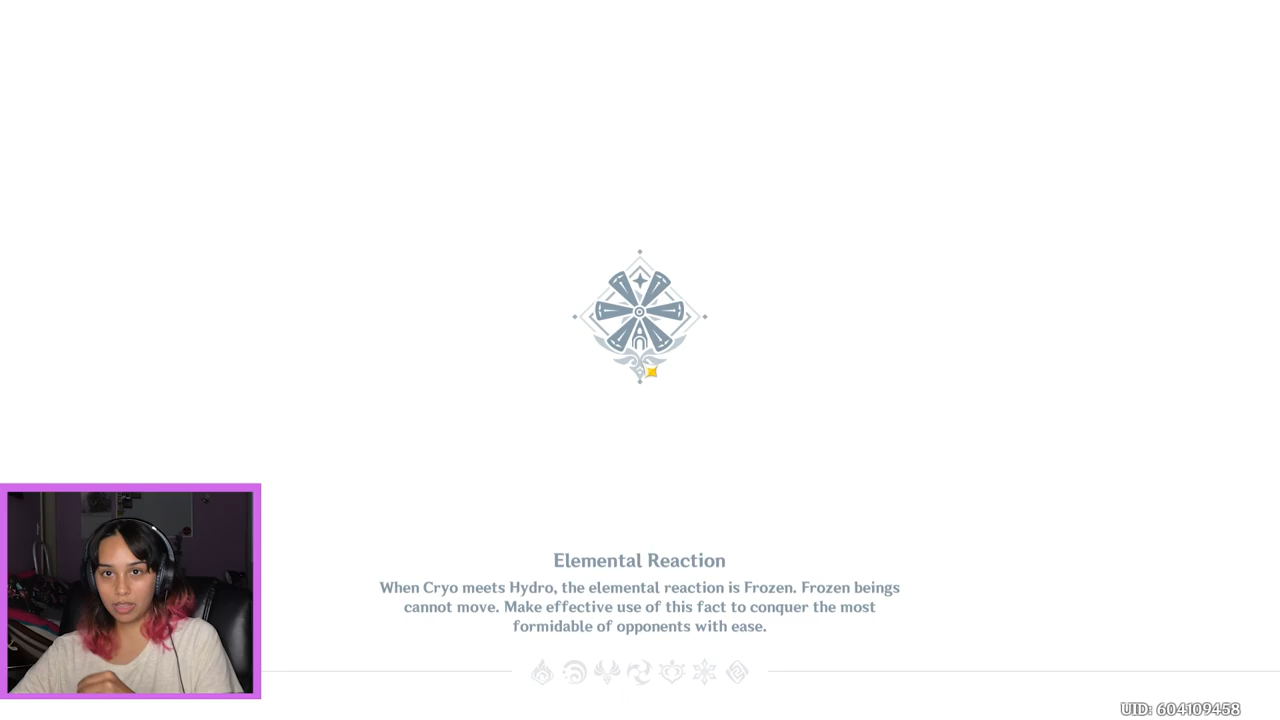 Elemental Reaction
When Cryo meets Hydro, the elemental reaction is Frozen. Frozen beings
cannot move. Make effective use of this fact to conquer the most
formidable of opponents with ease.
UID: 604109458